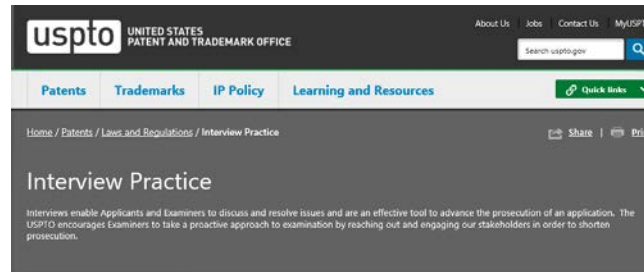 About Us Jobs Contact Us MyUSPT
uspto UNITED STATES
PATENT AND TRADEMARK OFFICE
Search uspto.gov
Patents Trademarks IP Policy Learning and Resources Quick links
Home / Patents / Laws and Regulations / Interview Practice Share | Pri
Interview Practice
Interviews enable Applicants and Examiners to discuss and resolve issues and are an effective tool to advance the prosecution of an application. The
USPTO encourages Examiners to take a proactive approach to examination by reaching out and engaging our stakeholders in order to shorten
prosecution.